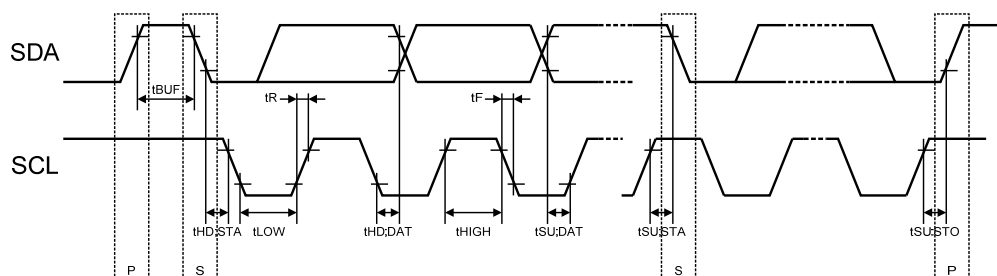 SDA
tBUF
tR
tF
SCL
tHD;STA
tLOW
tHD;DAT
tHIGH
tSU;DAT
tSU;STA
tSU;STO
P
S
S
P